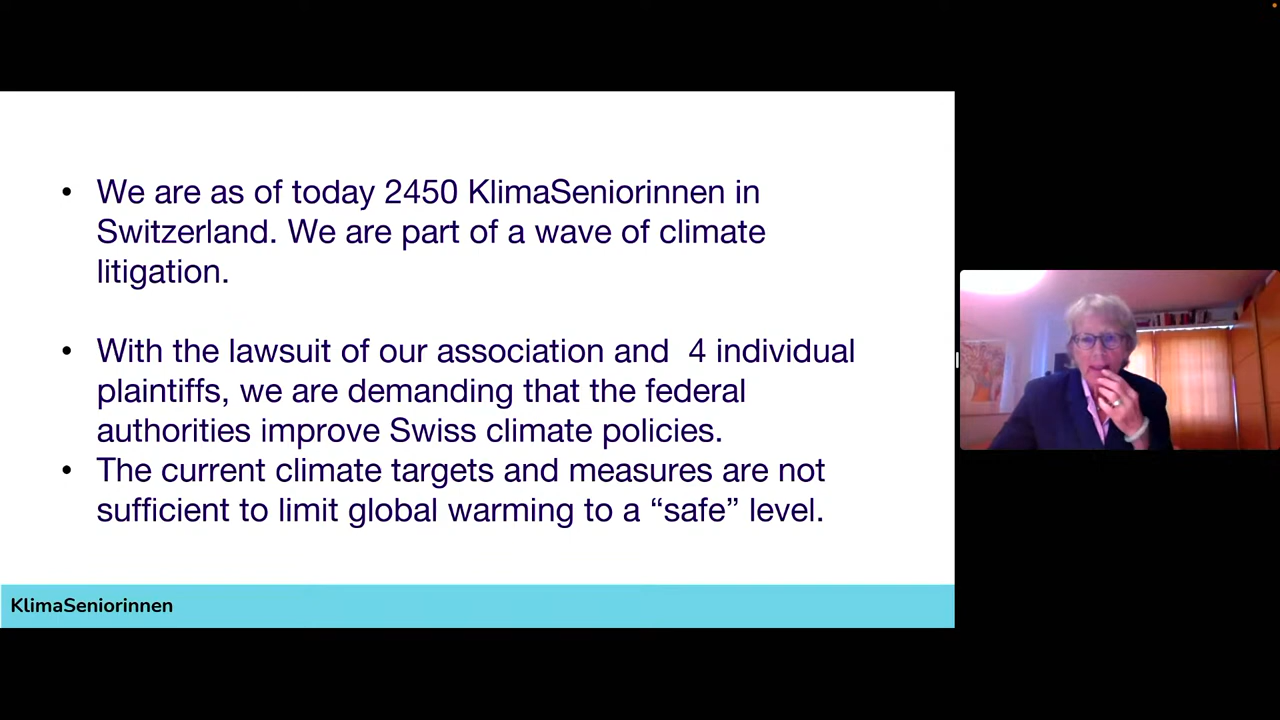 • We are as of today 2450 KlimaSeniorinnen in
Switzerland. We are part of a wave of climate
litigation.
• With the lawsuit of our association and  4 individual
plaintiffs, we are demanding that the federal
authorities improve Swiss climate policies.
• The current climate targets and measures are not
sufficient to limit global warming to a “safe” level.
KlimaSeniorinnen